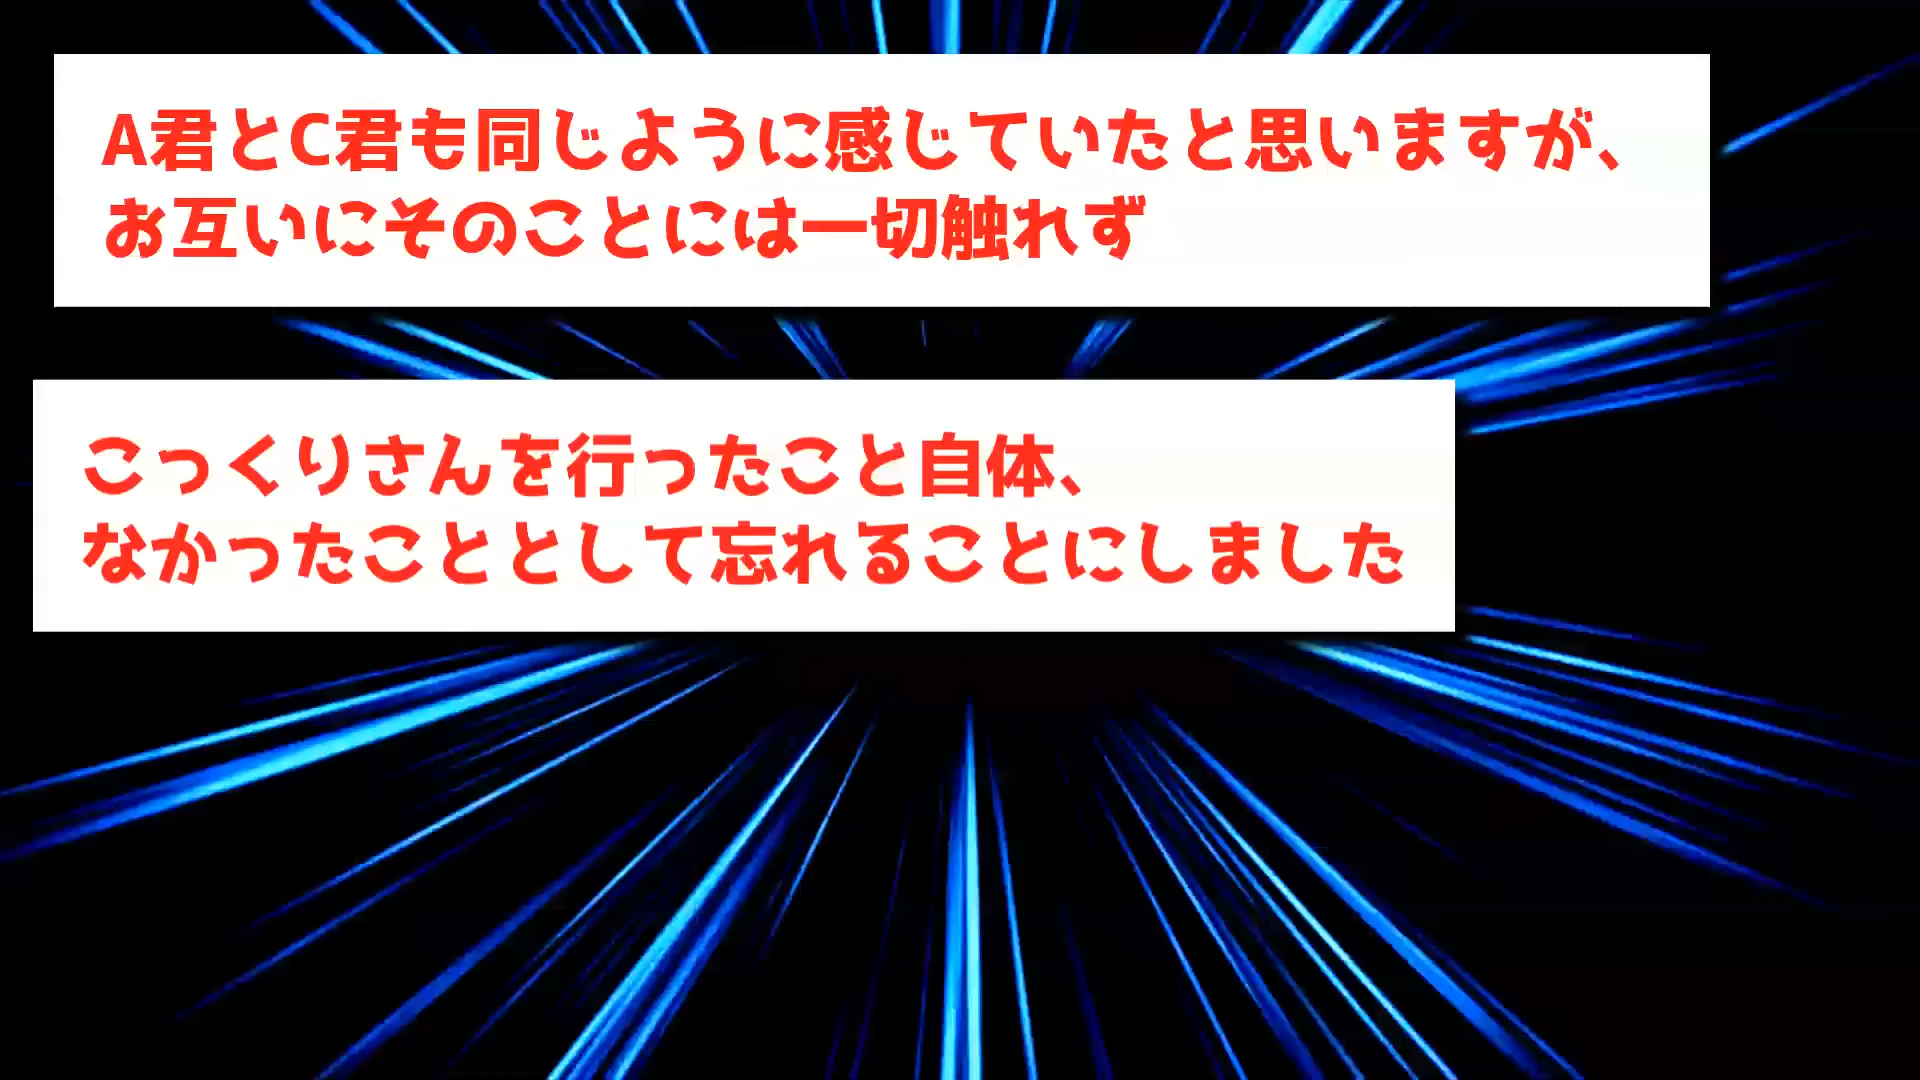 A君とC君も同じように感じていたと思いますが、
お互いにそのことには一切触れず
こっくりさんを行ったこと自体、
なかったこととして忘れることにしました